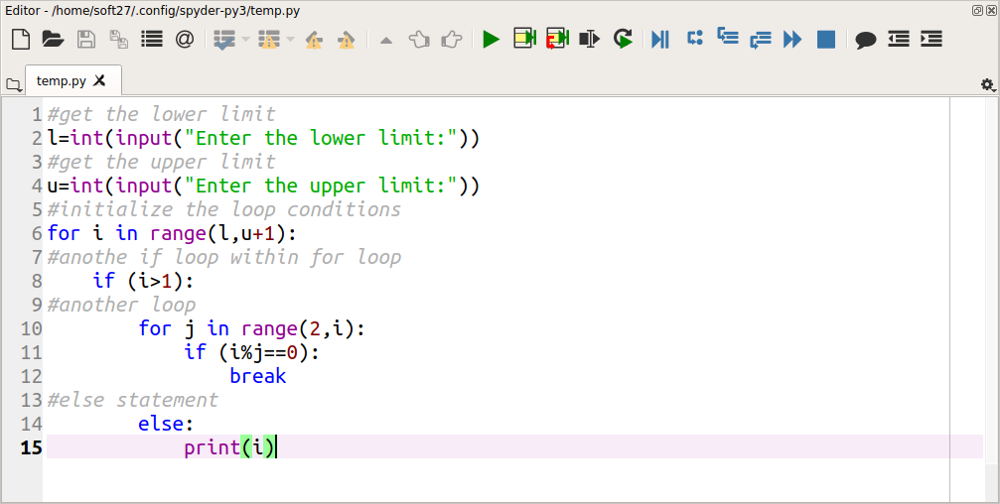 Editor - /home/soft27/.config/spyder-py3/temp.py
temp.py
1 #get the lower limit
2 l=int(input("Enter the lower limit:"))
3 #get the upper limit
4 u=int(input("Enter the upper limit:"))
5 #initialize the loop conditions
6 for i in range(l,u+1):
7 #anothe if loop within for loop
8     if (i>1):
9 #another loop
10         for j in range(2,i):
11             if (i%j==0):
12                 break
13 #else statement
14         else:
15             print(i)